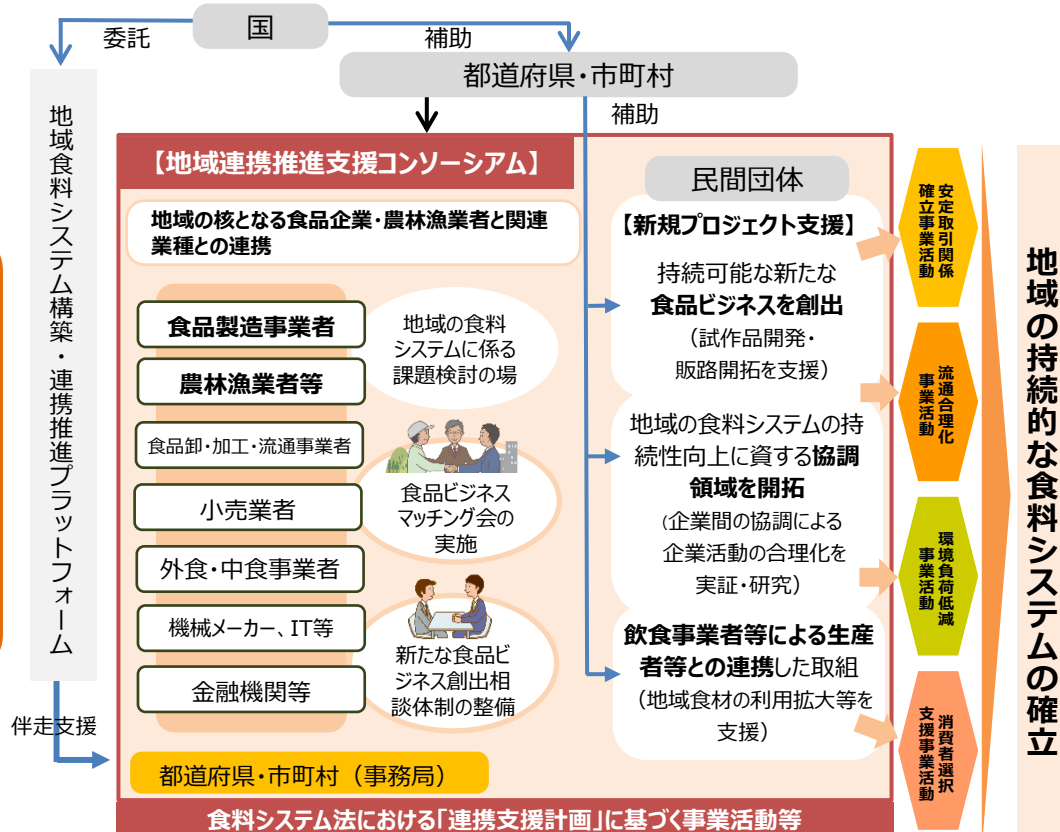 国
委託
補助
都道府県・市町村
補助
地域食料システム構築・連携推進プラットフォーム
伴走支援
【地域連携推進支援コンソーシアム】
地域の核となる食品企業・農林漁業者と関連
業種との連携
食品製造事業者
農林漁業者等
食品卸・加工・流通事業者
小売業者
外食・中食事業者
機械メーカー、IT等
金融機関等
地域の食料
システムに係る
課題検討の場
食品ビジネス
マッチング会の
実施
新たな食品ビ
ジネス創出相
談体制の整備
都道府県・市町村（事務局）
民間団体
【新規プロジェクト支援】
持続可能な新たな
食品ビジネスを創出
（試作品開発・
販路開拓を支援）
地域の食料システムの持
続性向上に資する協調
領域を開拓
（企業間の協調による
企業活動の合理化を
実証・研究）
飲食事業者等による生産
者等との連携した取組
（地域食材の利用拡大等を
支援）
食料システム法における「連携支援計画」に基づく事業活動等
安定取引関係
確立事業活動
流通合理化
事業活動
環境負荷低減
事業活動
消費者選択
支援事業活動
地域の持続的な食料システムの確立